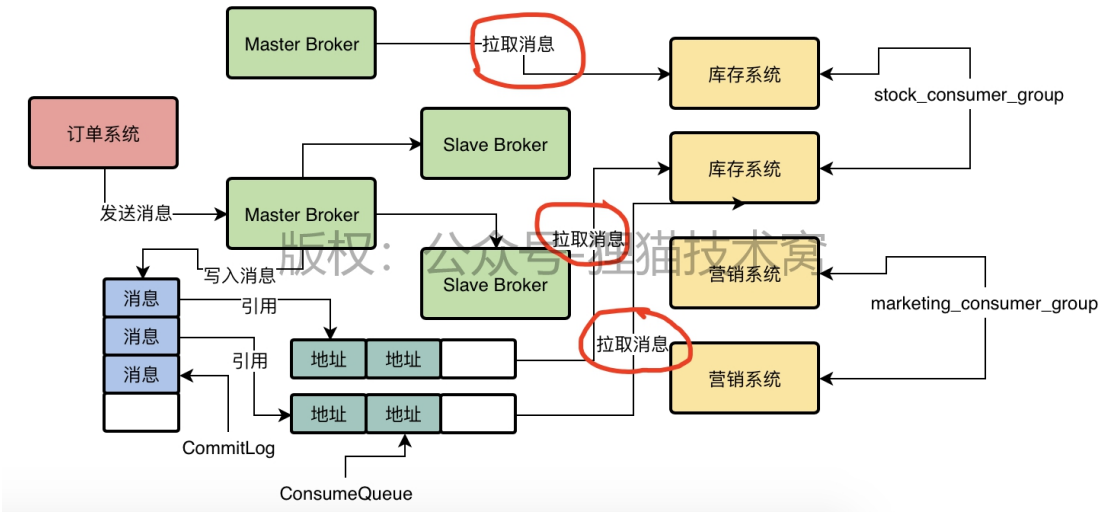 Master Broker
拉取消息
库存系统
stock_consumer_group
订单系统
Slave Broker
库存系统
发送消息
Master Broker
拉取消息
版权：公众号-狸猫技术窝
写入消息
Slave Broker
营销系统
marketing_consumer_group
消息
引用
消息
引用
地址
地址
拉取消息
消息
营销系统
地址
地址
CommitLog
ConsumeQueue